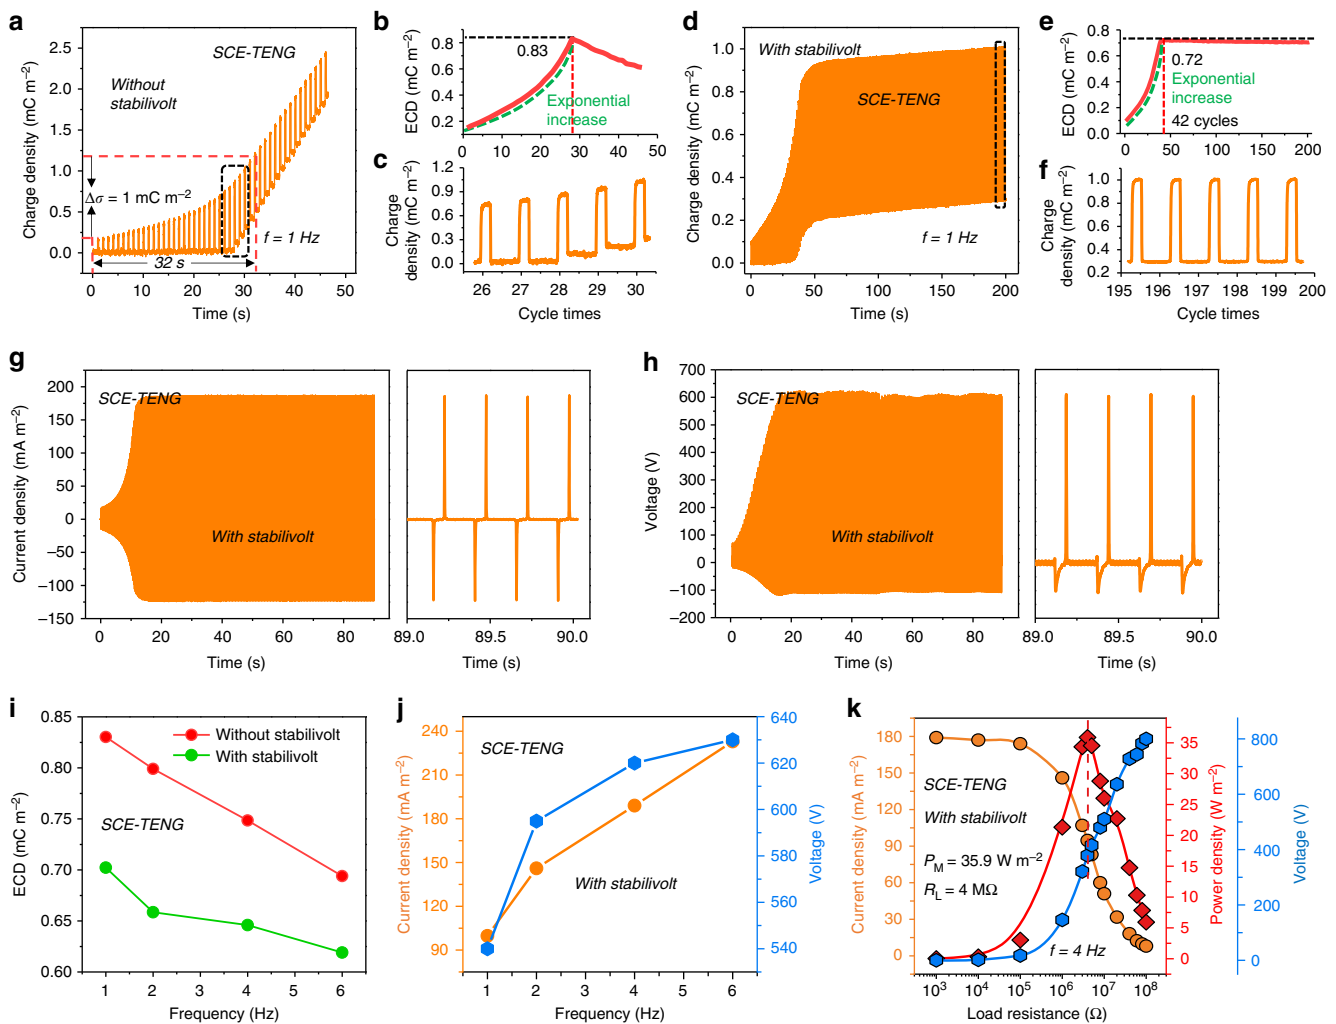 a
SCE-TENG
Without
stabilivolt
Δσ = 1 mC m⁻²
f = 1 Hz
32 s
Charge density (mC m⁻²)
2.5
2.0
1.5
1.0
0.5
0.0
0 10 20 30 40 50
Time (s)
b
0.83
Exponential
increase
ECD (mC m⁻²)
0.8
0.6
0.4
0.2
0 10 20 30 40 50
c
Charge
density (mC m⁻²)
1.2
0.9
0.6
0.3
0.0
26 27 28 29 30
Cycle times
d
With stabilivolt
SCE-TENG
f = 1 Hz
Charge density (mC m⁻²)
1.0
0.8
0.6
0.4
0.2
0.0
0 50 100 150 200
Time (s)
e
0.72
Exponential
increase
42 cycles
ECD (mC m⁻²)
0.8
0.6
0.4
0.2
0.0
0 50 100 150 200
f
Charge
density (mC m⁻²)
1.0
0.8
0.6
0.4
0.2
195 196 197 198 199 200
Cycle times
g
SCE-TENG
With stabilivolt
Current density (mA m⁻²)
200
150
100
50
0
−50
−100
−150
0 20 40 60 80
Time (s)
89.0 89.5 90.0
Time (s)
h
SCE-TENG
With stabilivolt
Voltage (V)
700
600
500
400
300
200
100
0
−100
−200
0 20 40 60 80
Time (s)
89.0 89.5 90.0
Time (s)
i
Without stabilivolt
With stabilivolt
SCE-TENG
ECD (mC m⁻²)
0.85
0.80
0.75
0.70
0.65
0.60
1 2 3 4 5 6
Frequency (Hz)
j
SCE-TENG
With stabilivolt
Current density (mA m⁻²)
240
210
180
150
120
90
Voltage (V)
640
620
600
580
560
540
1 2 3 4 5 6
Frequency (Hz)
k
SCE-TENG
With stabilivolt
P_M = 35.9 W m⁻²
R_L = 4 MΩ
f = 4 Hz
Current density (mA m⁻²)
180
150
120
90
60
30
0
Power density (W m⁻²)
35
30
25
20
15
10
5
0
Voltage (V)
800
600
400
200
0
10³ 10⁴ 10⁵ 10⁶ 10⁷ 10⁸
Load resistance (Ω)